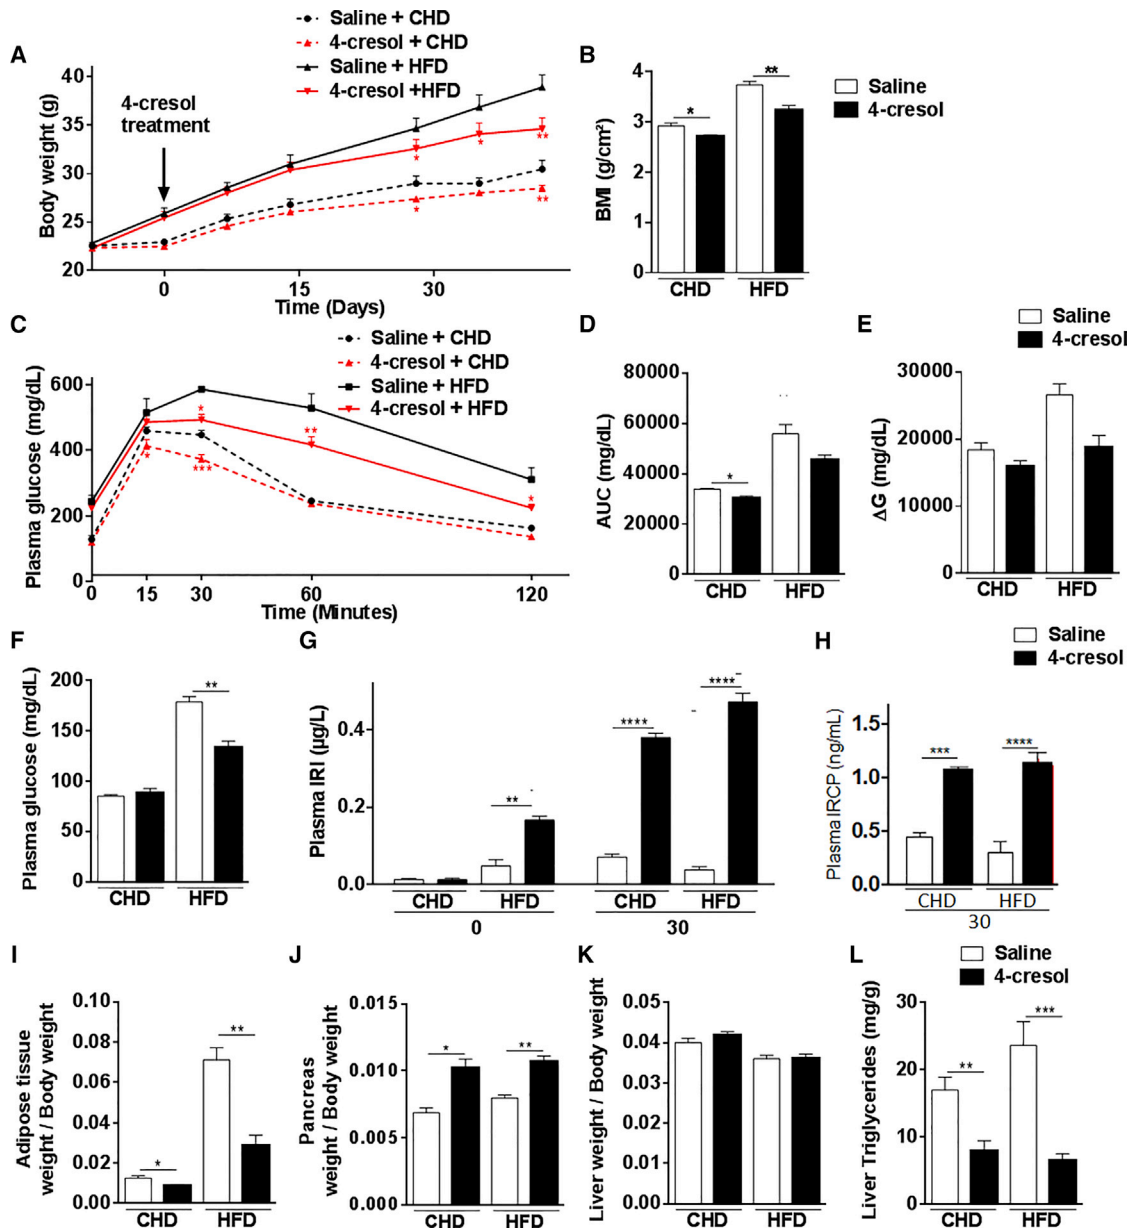 A
Saline + CHD
4-cresol + CHD
Saline + HFD
4-cresol +HFD
4-cresol
treatment
Body weight (g)
40
35
30
25
20
0 15 30
Time (Days)
* * **
* **
B
Saline
4-cresol
BMI (g/cm²)
4
3
2
1
0
* **
CHD HFD
C
Saline + CHD
4-cresol + CHD
Saline + HFD
4-cresol + HFD
Plasma glucose (mg/dL)
600
400
200
0
0 15 30 60 120
Time (Minutes)
* ** *
* ***
D
AUC (mg/dL)
80000
60000
40000
20000
0
*
CHD HFD
E
Saline
4-cresol
ΔG (mg/dL)
30000
20000
10000
0
CHD HFD
F
Plasma glucose (mg/dL)
200
150
100
50
0
**
CHD HFD
G
Saline
4-cresol
Plasma IRI (µg/L)
0.4
0.2
0.0
** **** ****
CHD HFD CHD HFD
0 30
H
Plasma IRCP (ng/mL)
1.5
1.0
0.5
0.0
*** ****
CHD HFD
30
I
Adipose tissue
weight / Body weight
0.10
0.08
0.06
0.04
0.02
0.00
* **
CHD HFD
J
Pancreas
weight / Body weight
0.015
0.010
0.005
0.000
* **
CHD HFD
K
Liver weight / Body weight
0.05
0.04
0.03
0.02
0.01
0.00
CHD HFD
L
Saline
4-cresol
Liver Triglycerides (mg/g)
30
20
10
0
** ***
CHD HFD